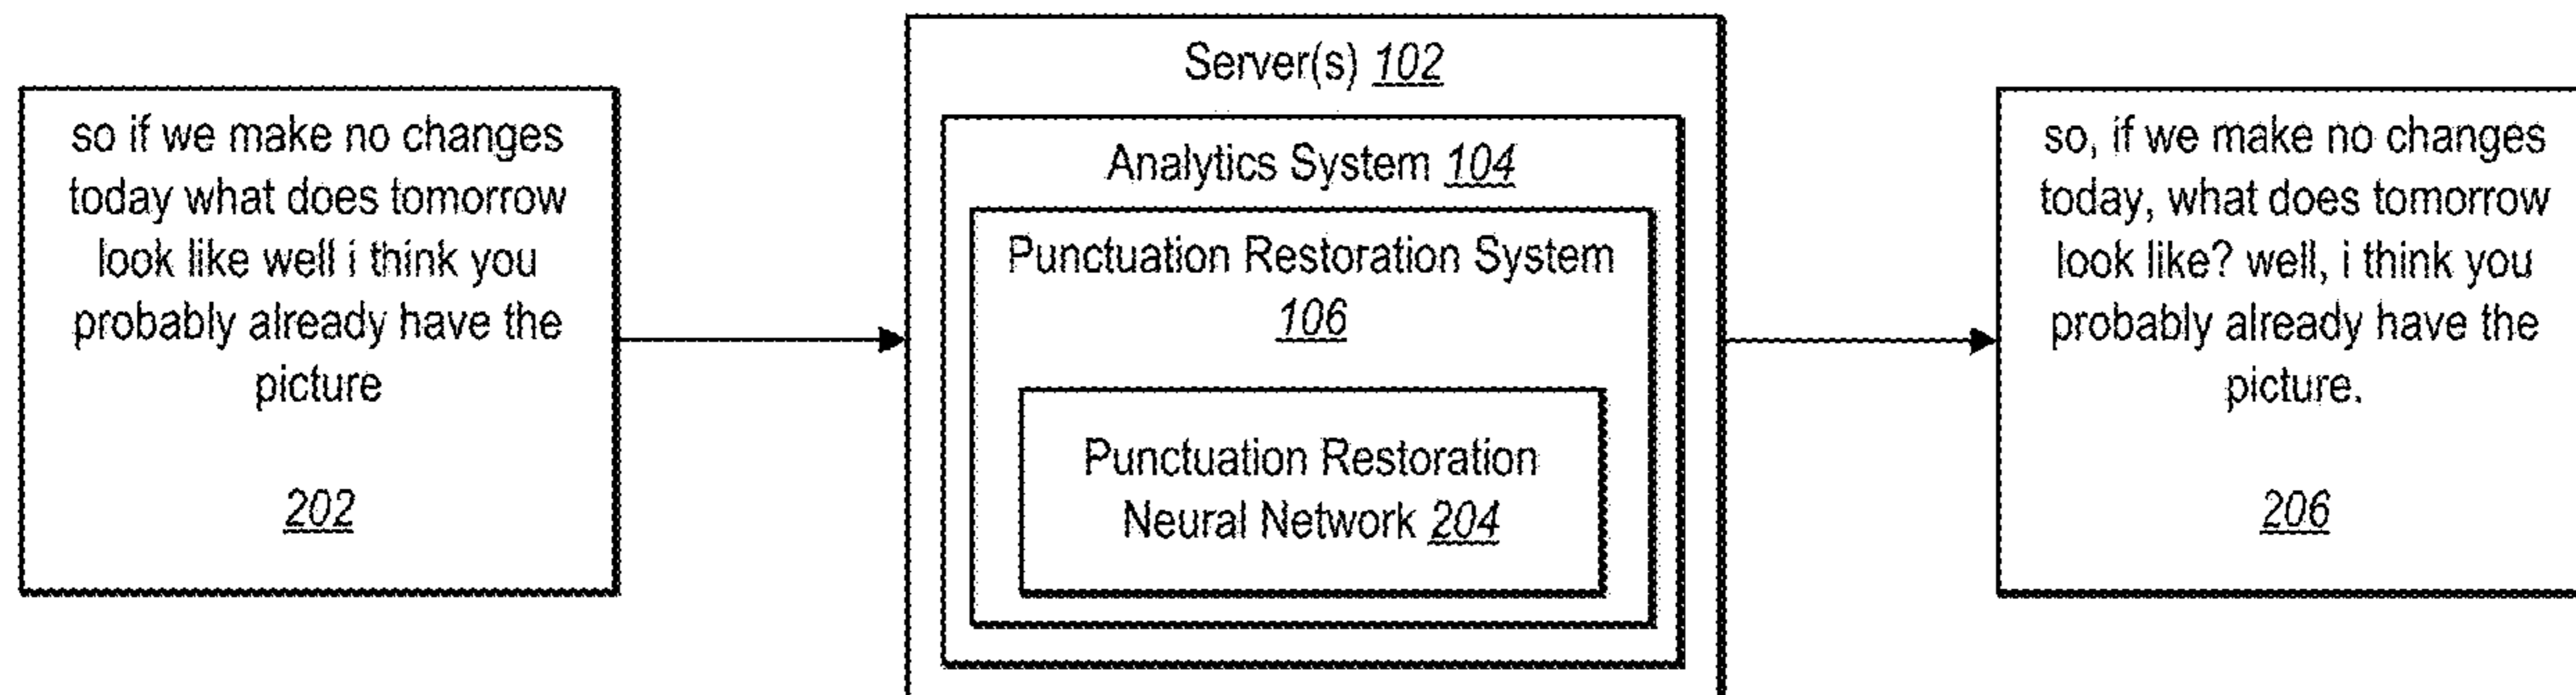 so if we make no changes
today what does tomorrow
look like well i think you
probably already have the
picture
202
Server(s) 102
Analytics System 104
Punctuation Restoration System
106
Punctuation Restoration
Neural Network 204
so, if we make no changes
today, what does tomorrow
look like? well, i think you
probably already have the
picture.
206